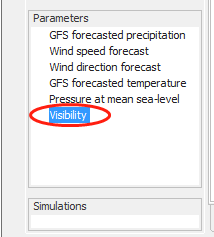 Parameters
GFS forecasted precipitation
Wind speed forecast
Wind direction forecast
GFS forecasted temperature
Pressure at mean sea-level
Visibility
Simulations